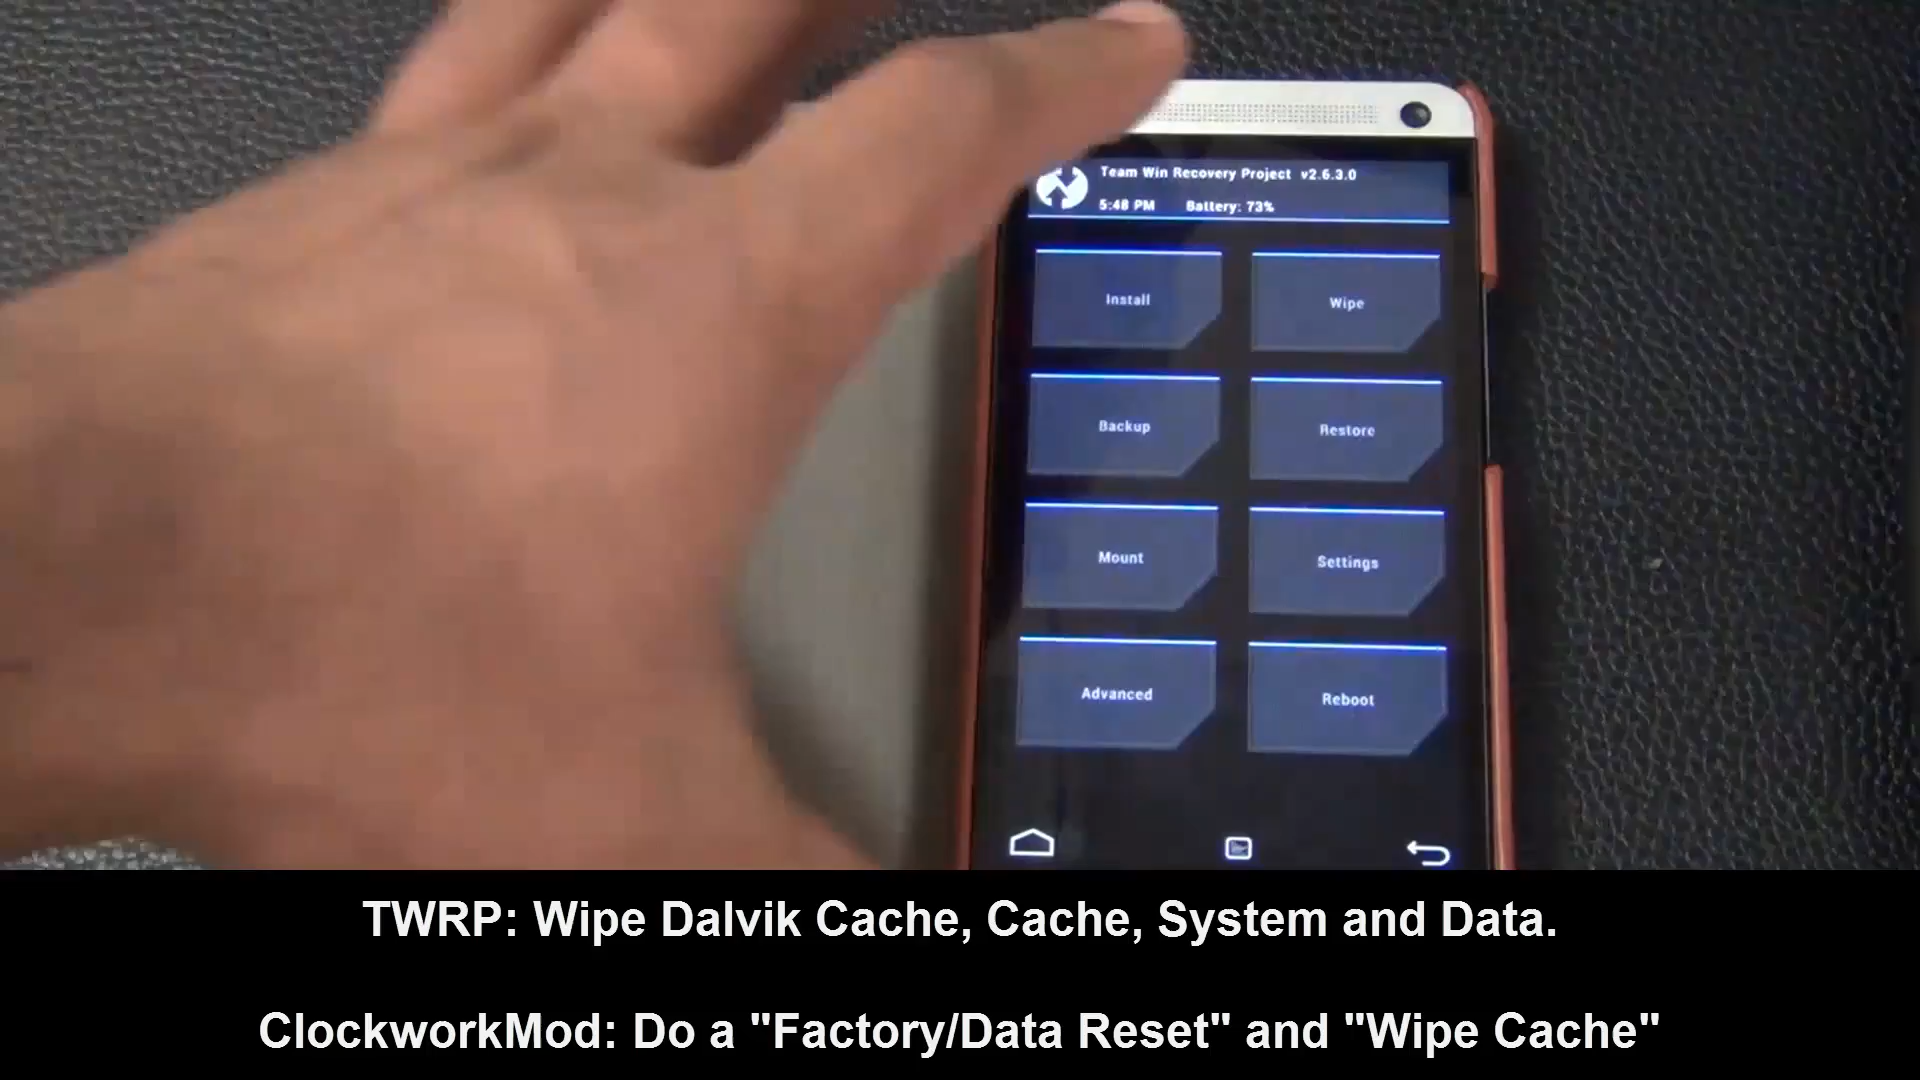 Team Win Recovery Project v2.6.3.0
5:48 PM Battery: 73%
Install Wipe
Backup Restore
Mount Settings
Advanced Reboot
TWRP: Wipe Dalvik Cache, Cache, System and Data.
ClockworkMod: Do a "Factory/Data Reset" and "Wipe Cache"